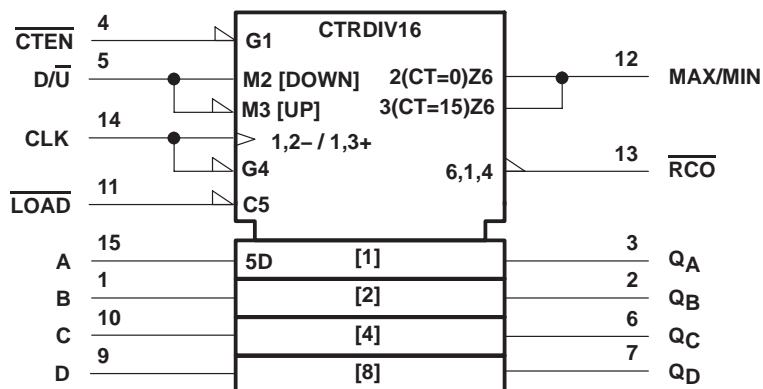 CTRDIV16
4
CTEN
G1
5
D/U̅
M2 [DOWN]
2(CT=0)Z6
12
MAX/MIN
M3 [UP]
3(CT=15)Z6
14
CLK
1,2– / 1,3+
G4
6,1,4
13
RCO
11
LOAD
C5
15
A
5D
[1]
3
QA
1
B
[2]
2
QB
10
C
[4]
6
QC
9
D
[8]
7
QD